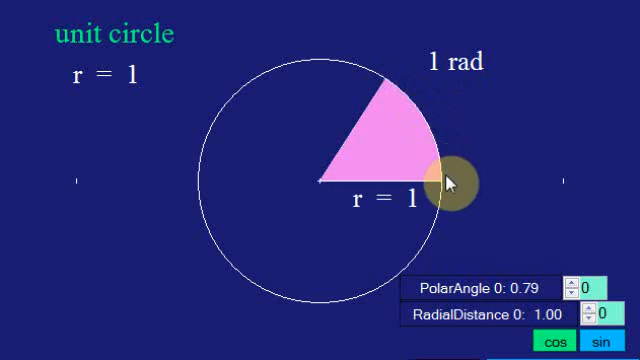 unit circle
r = 1
1 rad
r = 1
PolarAngle 0: 0.79 0
RadialDistance 0: 1.00 0
cos sin